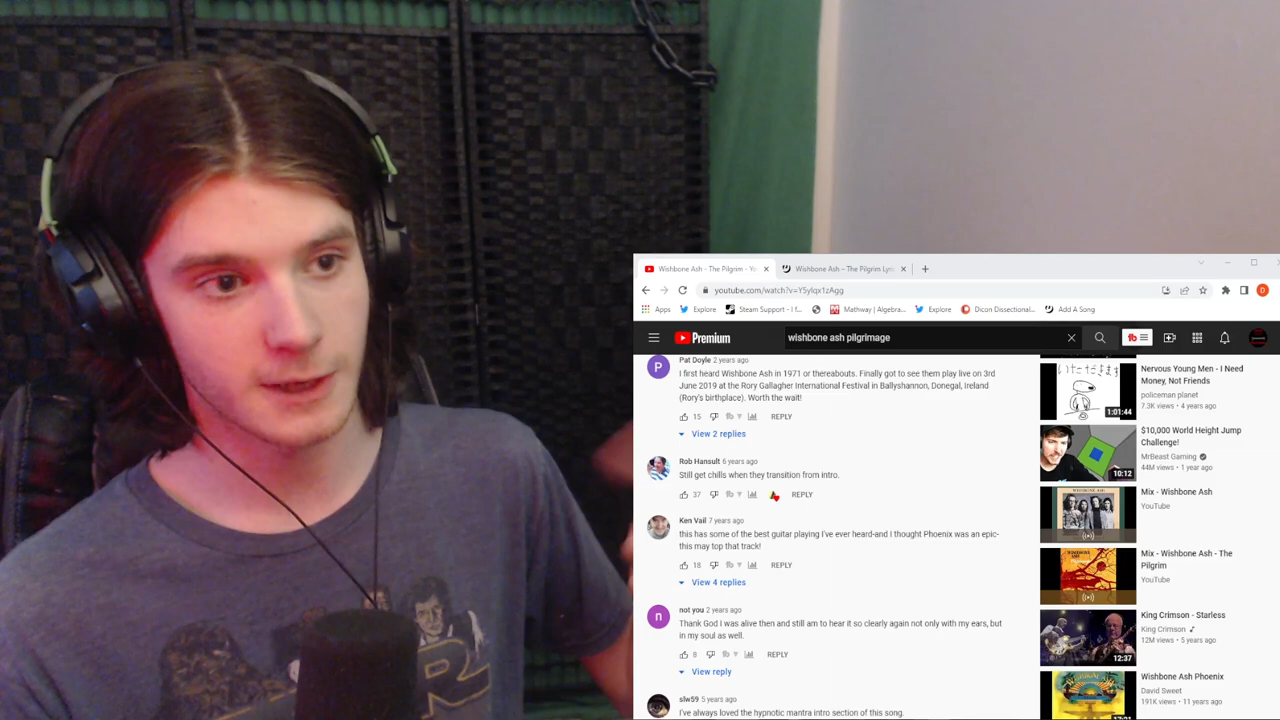 Wishbone Ash - The Pilgrim - Yo
Wishbone Ash – The Pilgrim Lyri
youtube.com/watch?v=Y5yIqx1zAgg
Apps
Explore
Steam Support - I f...
Mathway | Algebra...
Explore
Dicon Dissectional...
Add A Song
Premium
wishbone ash pilgrimage
Pat Doyle 2 years ago
I first heard Wishbone Ash in 1971 or thereabouts. Finally got to see them play live on 3rd
June 2019 at the Rory Gallagher International Festival in Ballyshannon, Donegal, Ireland
(Rory's birthplace). Worth the wait!
15
REPLY
View 2 replies
Rob Hansult 6 years ago
Still get chills when they transition from intro.
37
REPLY
Ken Vail 7 years ago
this has some of the best guitar playing I've ever heard-and I thought Phoenix was an epic-
this may top that track!
18
REPLY
View 4 replies
not you 2 years ago
Thank God I was alive then and still am to hear it so clearly again not only with my ears, but
in my soul as well.
8
REPLY
View reply
slw59 5 years ago
I've always loved the hypnotic mantra intro section of this song.
Nervous Young Men - I Need
Money, Not Friends
policeman planet
7.3K views • 4 years ago
1:01:44
$10,000 World Height Jump
Challenge!
MrBeast Gaming
44M views • 1 year ago
10:12
Mix - Wishbone Ash
YouTube
Mix - Wishbone Ash - The
Pilgrim
YouTube
King Crimson - Starless
King Crimson
12M views • 5 years ago
12:37
Wishbone Ash Phoenix
David Sweet
191K views • 11 years ago